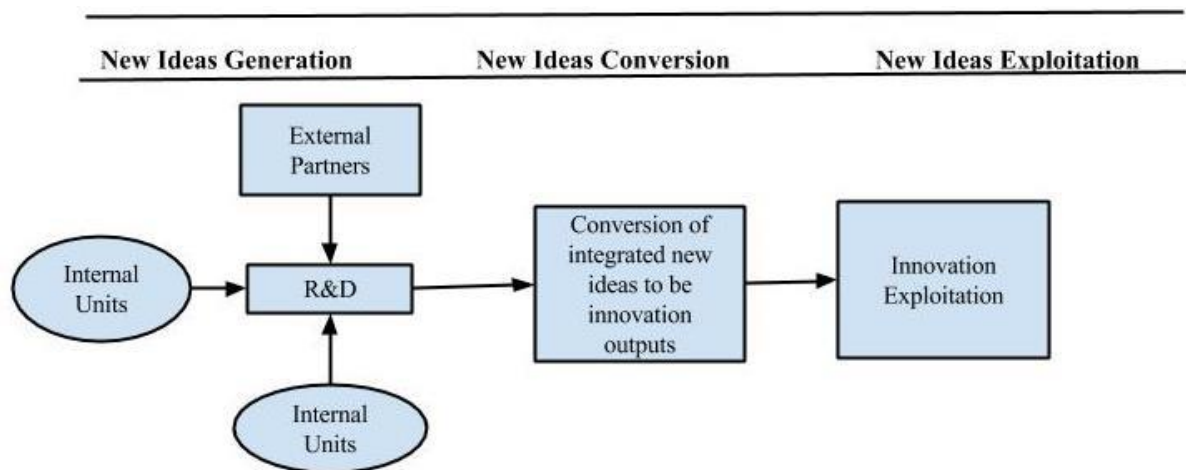 New Ideas Generation
New Ideas Conversion
New Ideas Exploitation
External
Partners
Internal
Units
R&D
Conversion of
integrated new
ideas to be
innovation
outputs
Innovation
Exploitation
Internal
Units